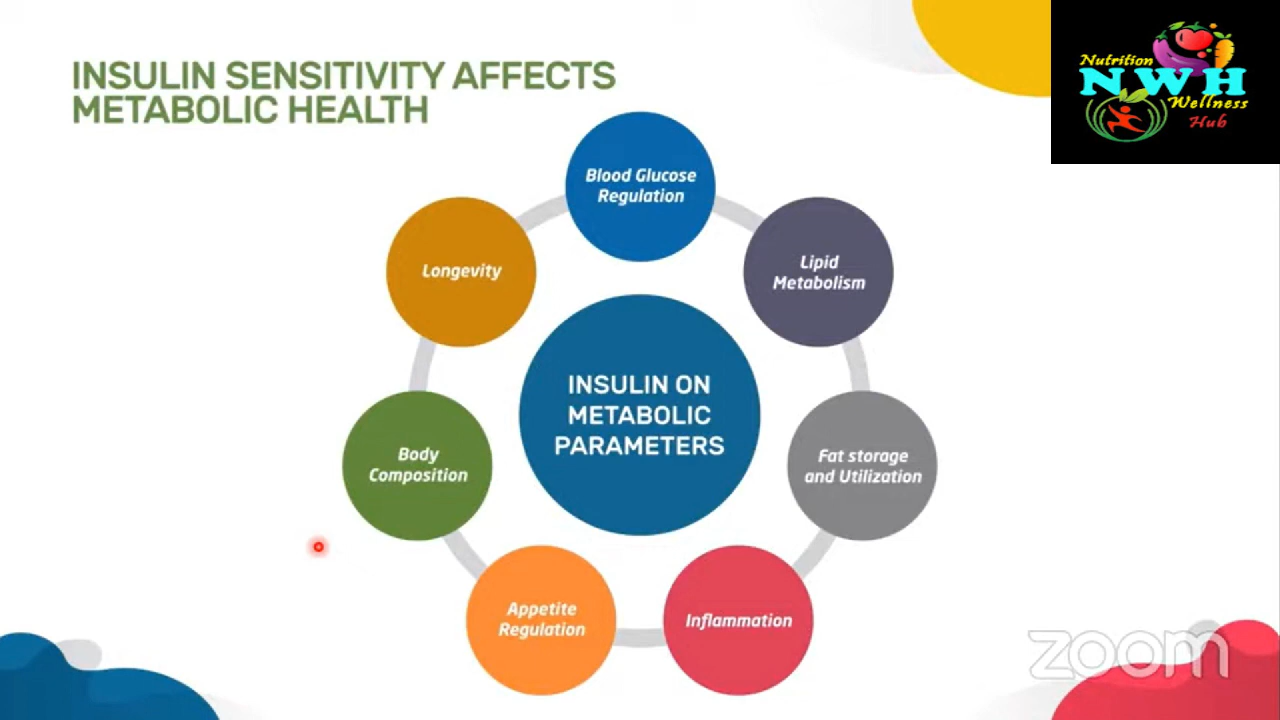 INSULIN SENSITIVITY AFFECTS
METABOLIC HEALTH
Nutrition
NWH
Wellness
Hub
Blood Glucose
Regulation
Lipid
Metabolism
Fat storage
and Utilization
Inflammation
Appetite
Regulation
Body
Composition
Longevity
INSULIN ON
METABOLIC
PARAMETERS
zoom